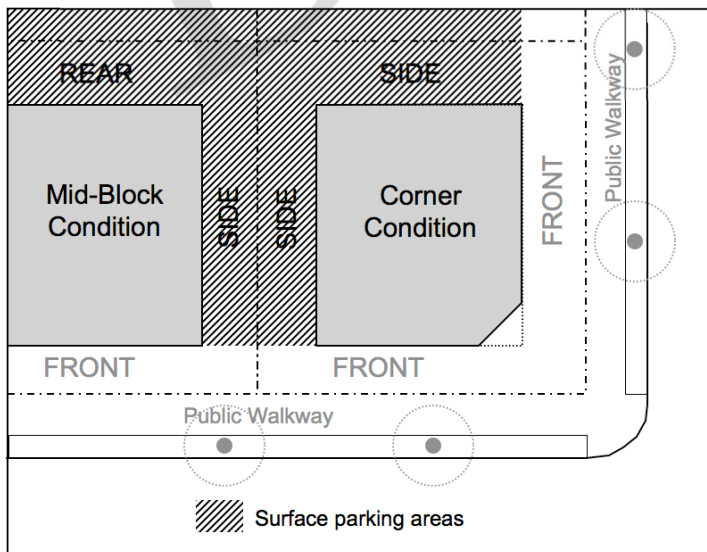 REAR
SIDE
Public Walkway
Mid-Block
Condition
SIDE
SIDE
Corner
Condition
FRONT
FRONT
FRONT
Public Walkway
Surface parking areas